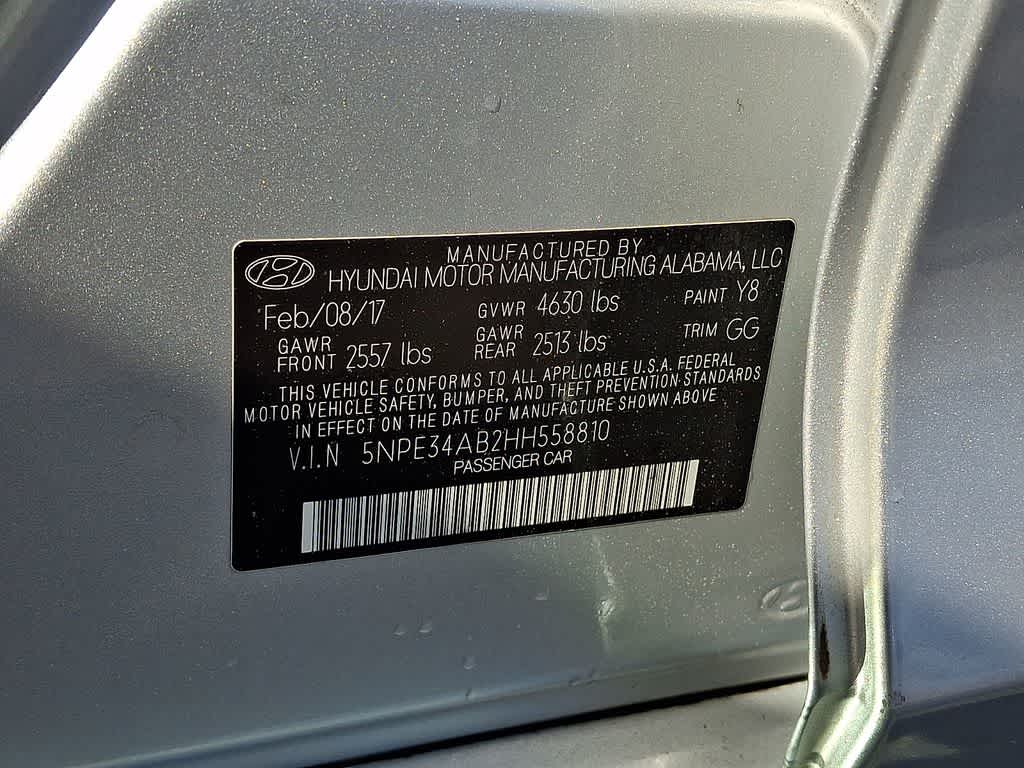 MANUFACTURED BY
HYUNDAI MOTOR MANUFACTURING ALABAMA, LLC
Feb/08/17 GVWR 4630 lbs PAINT Y8
GAWR FRONT 2557 lbs GAWR REAR 2513 lbs TRIM GG
THIS VEHICLE CONFORMS TO ALL APPLICABLE U.S.A. FEDERAL
MOTOR VEHICLE SAFETY, BUMPER, AND THEFT PREVENTION STANDARDS
IN EFFECT ON THE DATE OF MANUFACTURE SHOWN ABOVE
V.I.N 5NPE34AB2HH558810
PASSENGER CAR